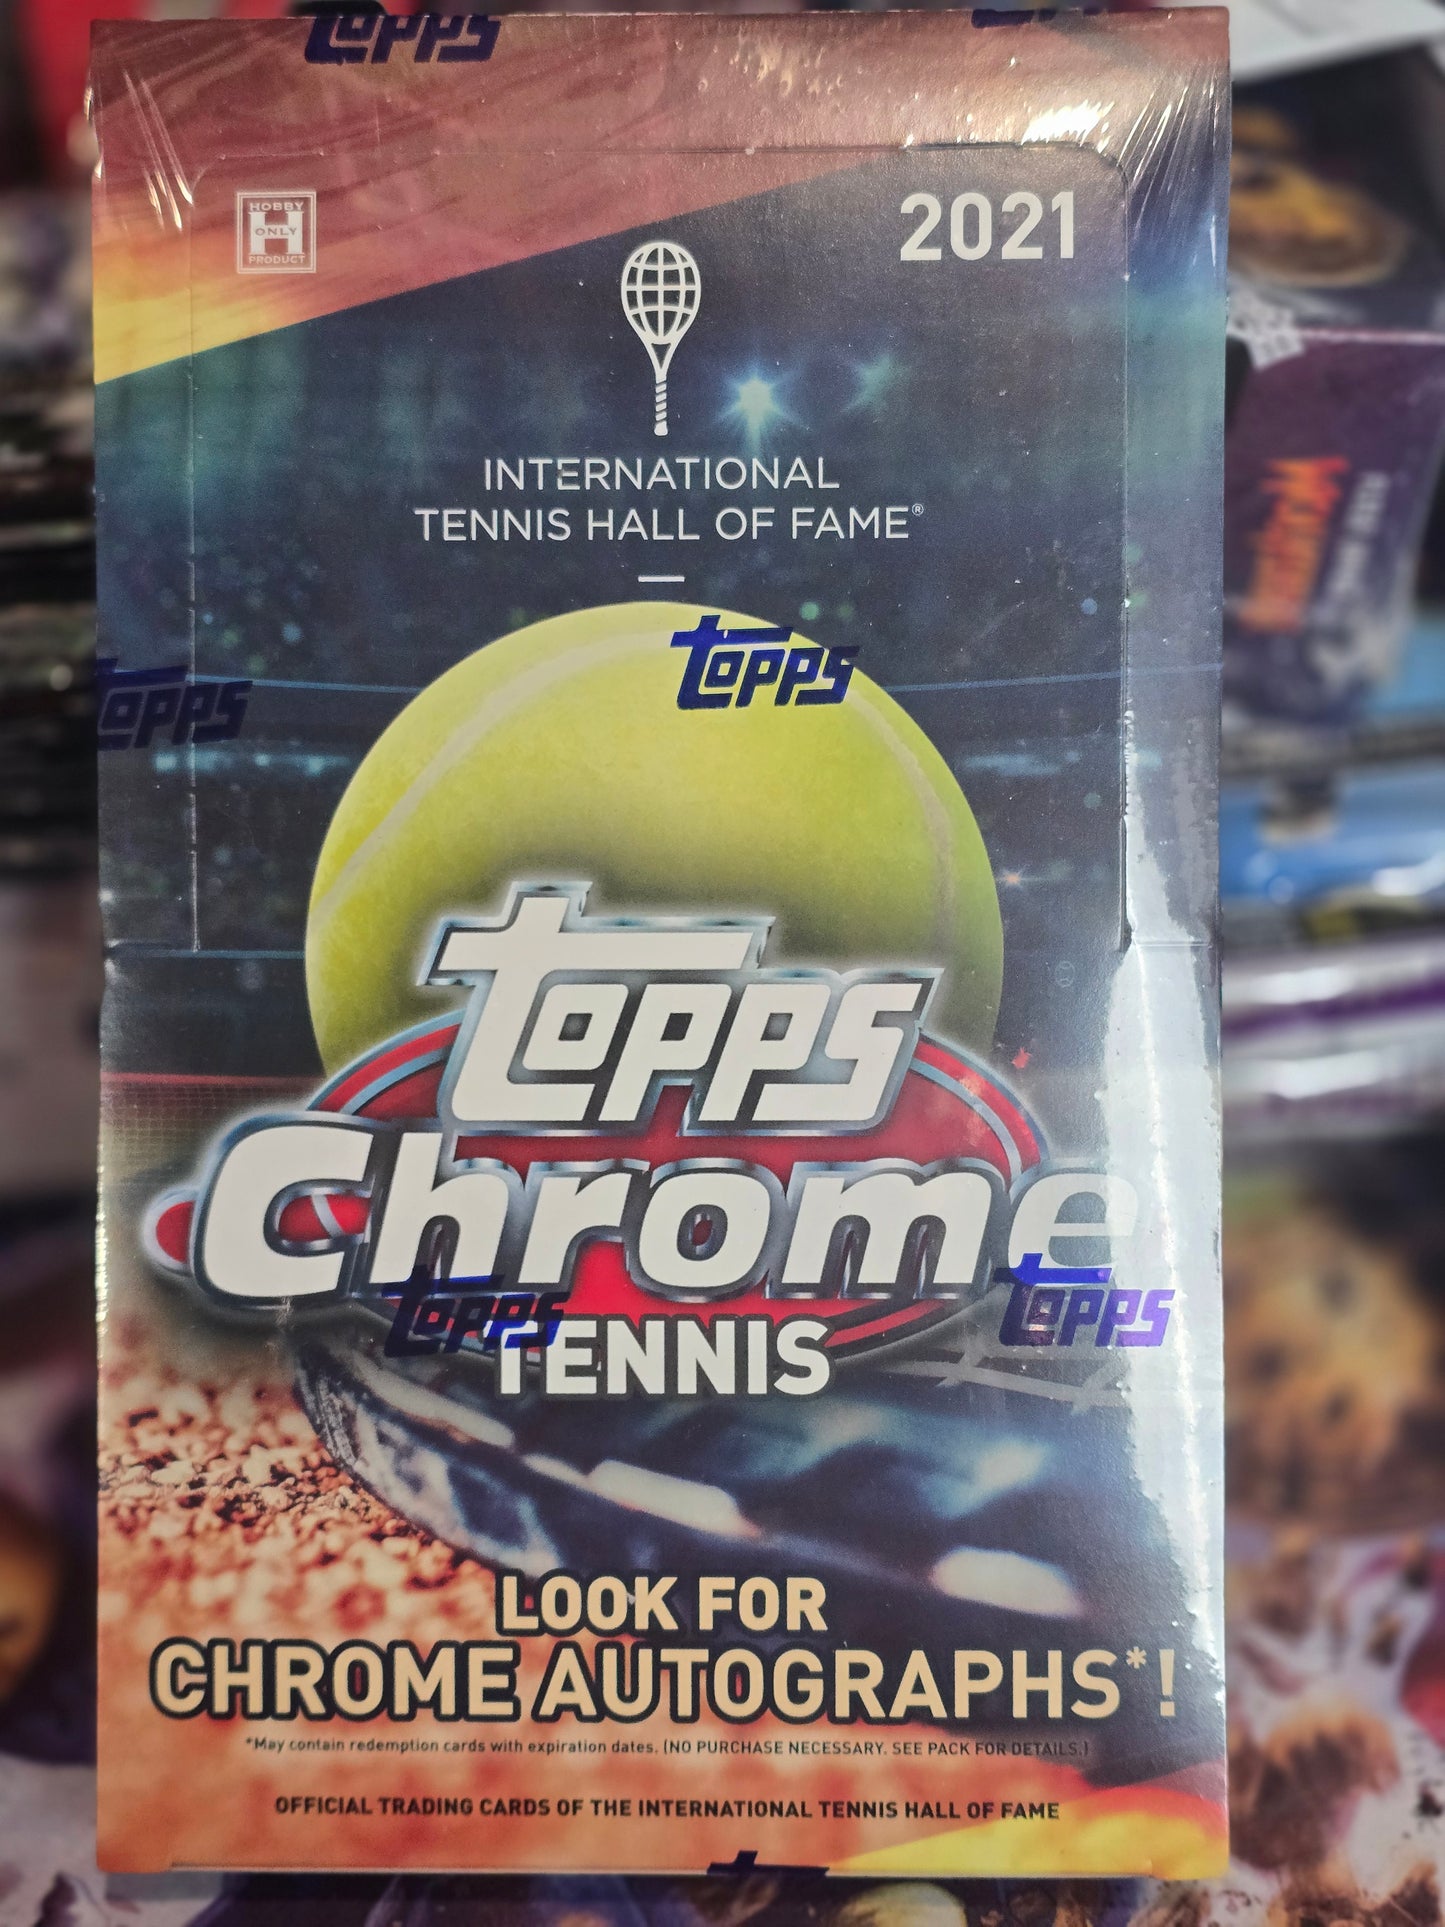 topps
HOBBY
H
ONLY
PRODUCT
2021
INTERNATIONAL
TENNIS HALL OF FAME®
topps
topps
topps
Chrome
topps
topps
TENNIS
LOOK FOR
CHROME AUTOGRAPHS*!
*May contain redemption cards with expiration dates. (NO PURCHASE NECESSARY. SEE PACK FOR DETAILS.)
OFFICIAL TRADING CARDS OF THE INTERNATIONAL TENNIS HALL OF FAME